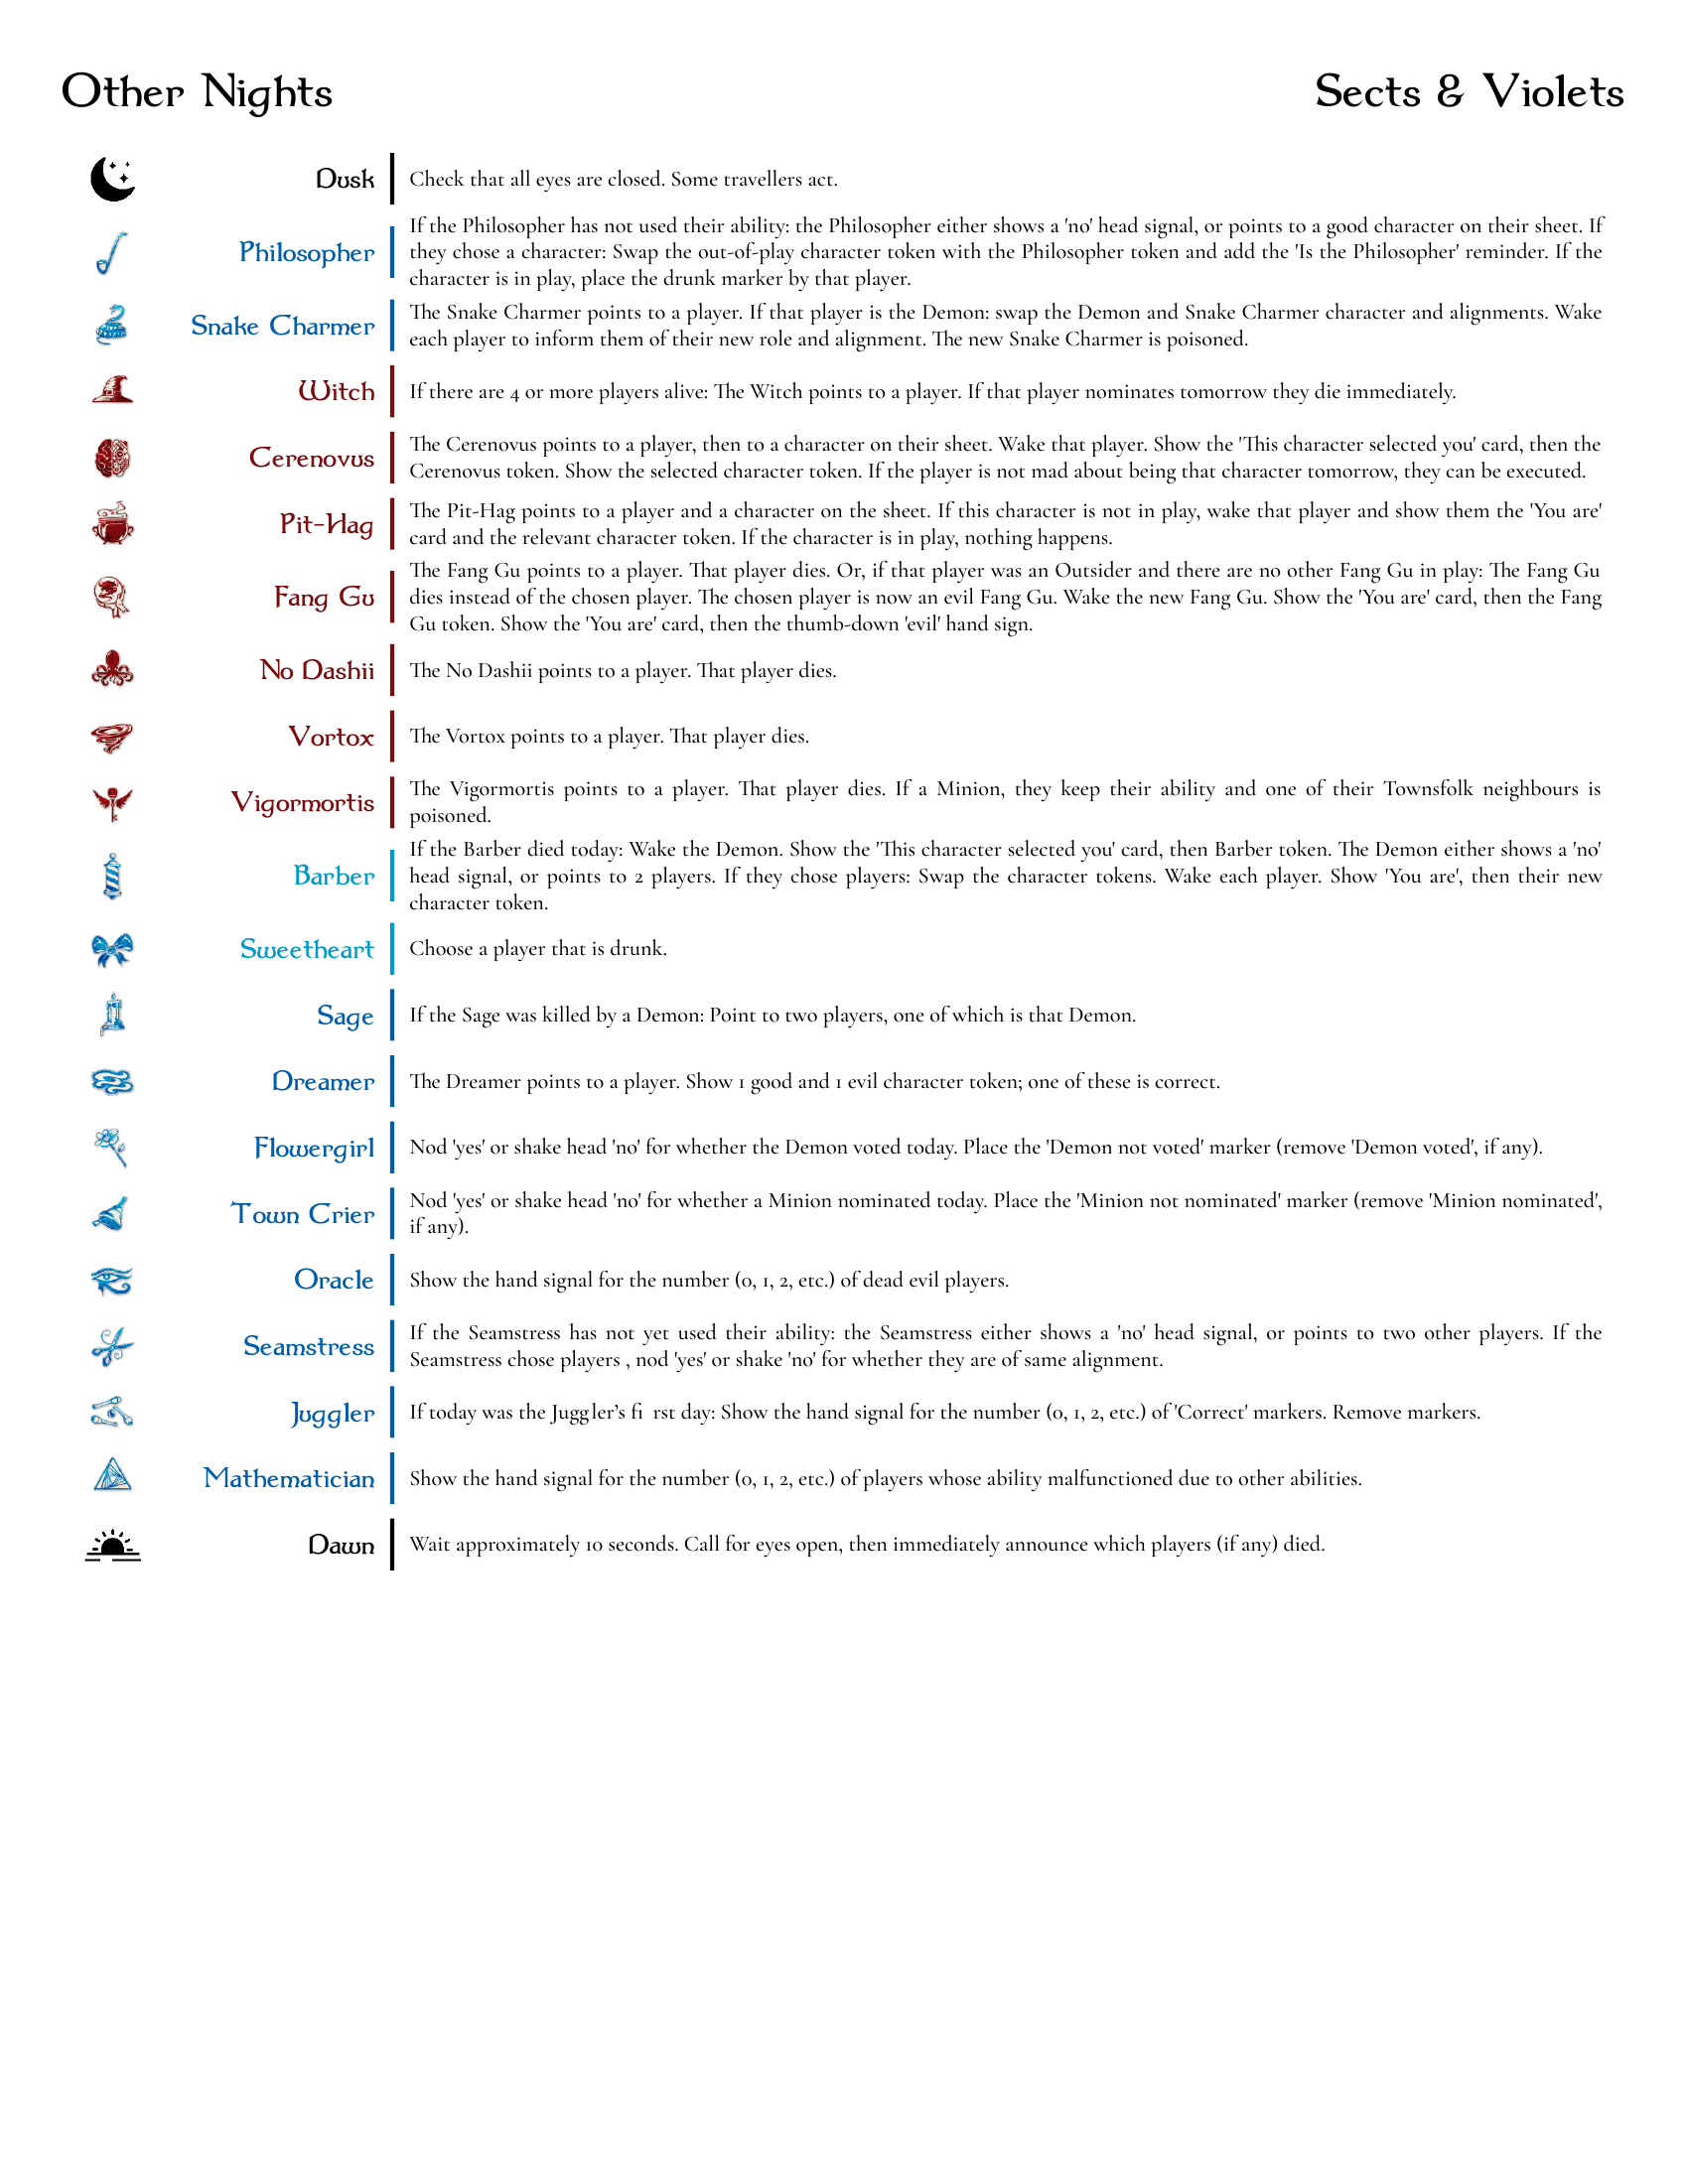 Other Nights
Sects & Violets
Dusk
Check that all eyes are closed. Some travellers act.
Philosopher
If the Philosopher has not used their ability: the Philosopher either shows a 'no' head signal, or points to a good character on their sheet. If
they chose a character: Swap the out-of-play character token with the Philosopher token and add the 'Is the Philosopher' reminder. If the
character is in play, place the drunk marker by that player.
Snake Charmer
The Snake Charmer points to a player. If that player is the Demon: swap the Demon and Snake Charmer character and alignments. Wake
each player to inform them of their new role and alignment. The new Snake Charmer is poisoned.
Witch
If there are 4 or more players alive: The Witch points to a player. If that player nominates tomorrow they die immediately.
Cerenovus
The Cerenovus points to a player, then to a character on their sheet. Wake that player. Show the 'This character selected you' card, then the
Cerenovus token. Show the selected character token. If the player is not mad about being that character tomorrow, they can be executed.
Pit-Hag
The Pit-Hag points to a player and a character on the sheet. If this character is not in play, wake that player and show them the 'You are'
card and the relevant character token. If the character is in play, nothing happens.
Fang Gu
The Fang Gu points to a player. That player dies. Or, if that player was an Outsider and there are no other Fang Gu in play: The Fang Gu
dies instead of the chosen player. The chosen player is now an evil Fang Gu. Wake the new Fang Gu. Show the 'You are' card, then the Fang
Gu token. Show the 'You are' card, then the thumb-down 'evil' hand sign.
No Dashii
The No Dashii points to a player. That player dies.
Vortox
The Vortox points to a player. That player dies.
Vigormortis
The Vigormortis points to a player. That player dies. If a Minion, they keep their ability and one of their Townsfolk neighbours is
poisoned.
Barber
If the Barber died today: Wake the Demon. Show the 'This character selected you' card, then Barber token. The Demon either shows a 'no'
head signal, or points to 2 players. If they chose players: Swap the character tokens. Wake each player. Show 'You are', then their new
character token.
Sweetheart
Choose a player that is drunk.
Sage
If the Sage was killed by a Demon: Point to two players, one of which is that Demon.
Dreamer
The Dreamer points to a player. Show 1 good and 1 evil character token; one of these is correct.
Flowergirl
Nod 'yes' or shake head 'no' for whether the Demon voted today. Place the 'Demon not voted' marker (remove 'Demon voted', if any).
Town Crier
Nod 'yes' or shake head 'no' for whether a Minion nominated today. Place the 'Minion not nominated' marker (remove 'Minion nominated',
if any).
Oracle
Show the hand signal for the number (0, 1, 2, etc.) of dead evil players.
Seamstress
If the Seamstress has not yet used their ability: the Seamstress either shows a 'no' head signal, or points to two other players. If the
Seamstress chose players , nod 'yes' or shake 'no' for whether they are of same alignment.
Juggler
If today was the Juggler’s fi rst day: Show the hand signal for the number (0, 1, 2, etc.) of 'Correct' markers. Remove markers.
Mathematician
Show the hand signal for the number (0, 1, 2, etc.) of players whose ability malfunctioned due to other abilities.
Dawn
Wait approximately 10 seconds. Call for eyes open, then immediately announce which players (if any) died.